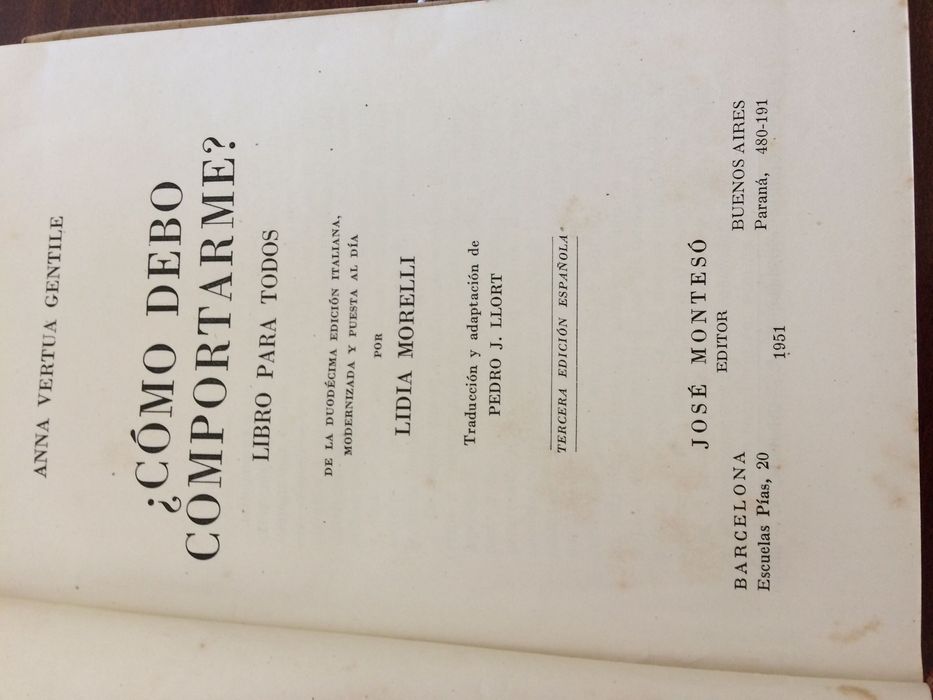 ANNA VERTUA GENTILE
¿CÓMO DEBO
COMPORTARME?
LIBRO PARA TODOS
DE LA DUODÉCIMA EDICIÓN ITALIANA,
MODERNIZADA Y PUESTA AL DÍA
POR
LIDIA MORELLI
Traducción y adaptación de
PEDRO J. LLORT
TERCERA EDICIÓN ESPAÑOLA
JOSÉ MONTESÓ
EDITOR
BARCELONA BUENOS AIRES
Escuelas Pías, 20 Paraná, 480-191
1951